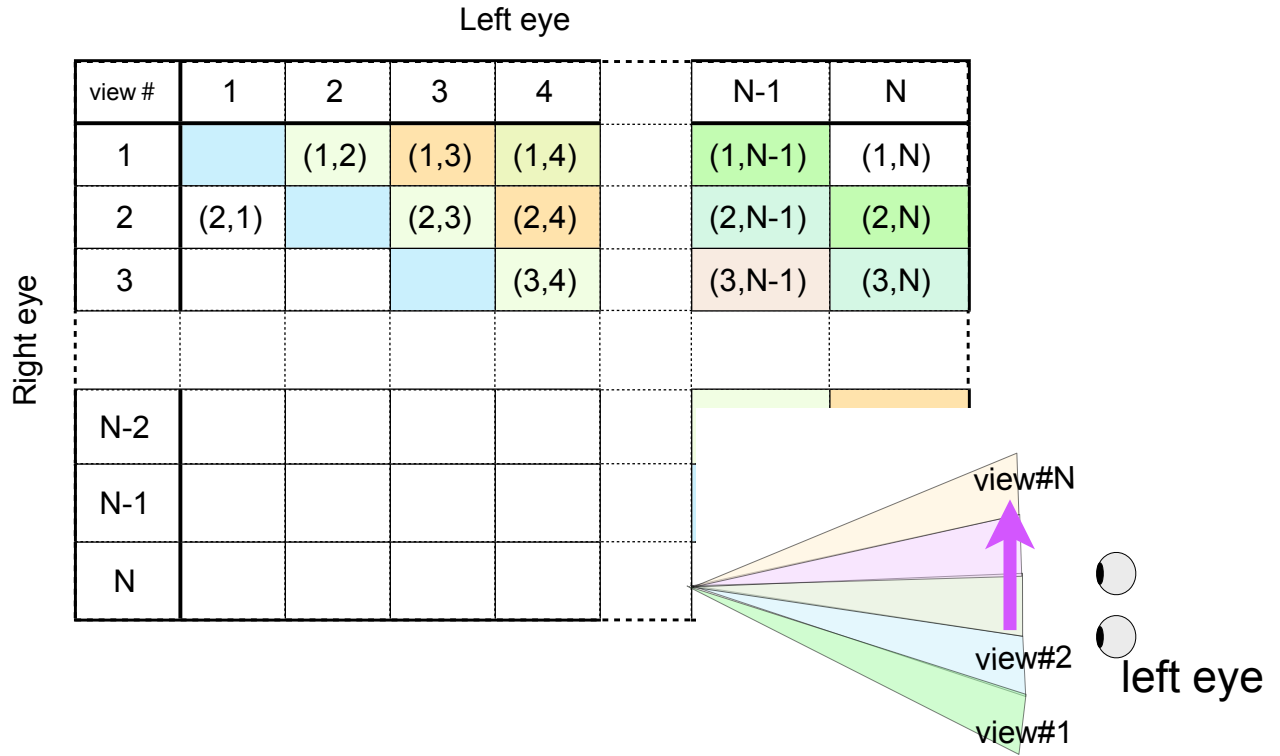 Left eye
view # 1 2 3 4 N-1 N
1 (1,2) (1,3) (1,4) (1,N-1) (1,N)
2 (2,1) (2,3) (2,4) (2,N-1) (2,N)
3 (3,4) (3,N-1) (3,N)
Right eye
N-2
N-1
N
view#N
view#2
left eye
view#1